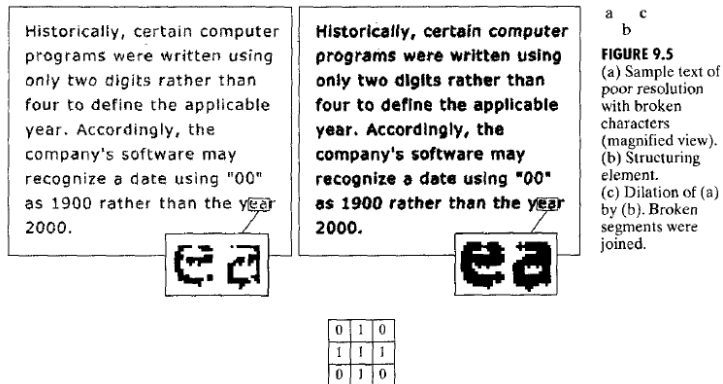 Historically, certain computer
programs were written using
only two digits rather than
four to define the applicable
year. Accordingly, the
company's software may
recognize a date using "00"
as 1900 rather than the year
2000.
e a
Historically, certain computer
programs were written using
only two digits rather than
four to define the applicable
year. Accordingly, the
company's software may
recognize a date using "00"
as 1900 rather than the year
2000.
e a
a c
b
FIGURE 9.5
(a) Sample text of
poor resolution
with broken
characters
(magnified view).
(b) Structuring
element.
(c) Dilation of (a)
by (b). Broken
segments were
joined.
0 1 0
1 1 1
0 1 0